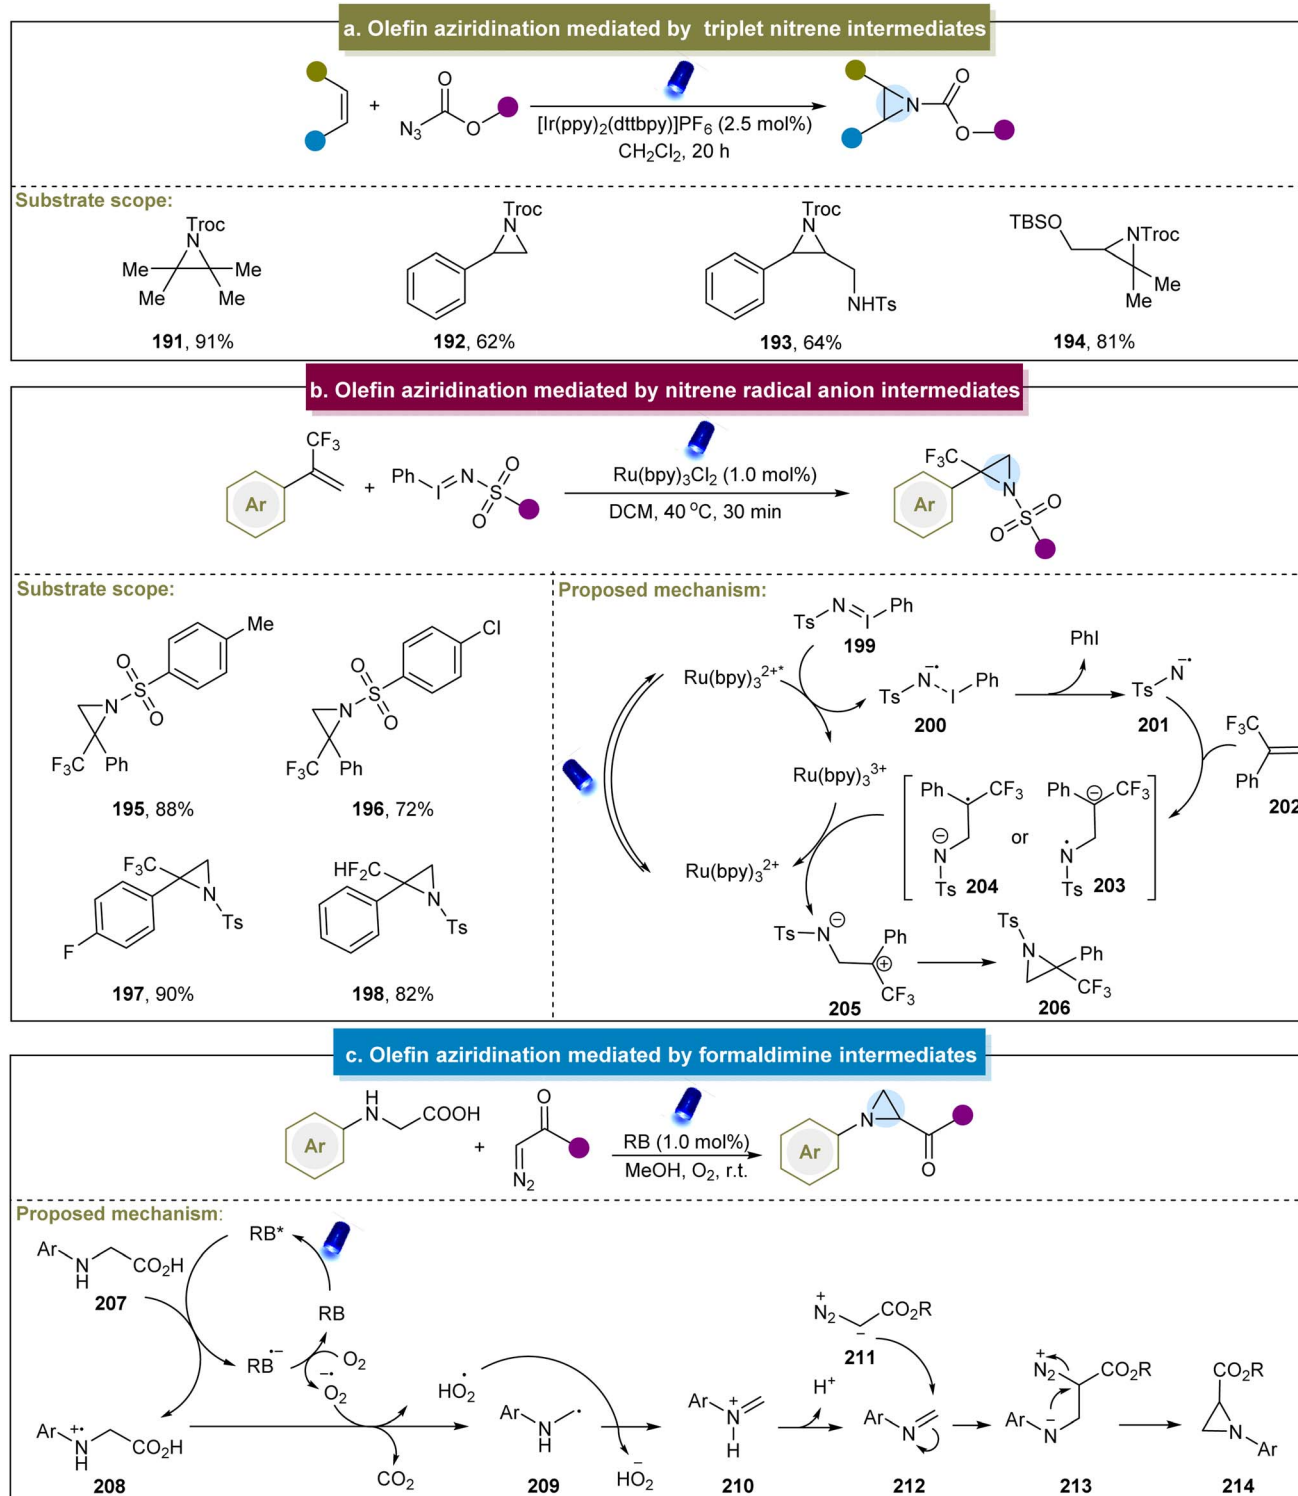 a. Olefin aziridination mediated by triplet nitrene intermediates
N3
O
O
+
[Ir(ppy)2(dttbpy)]PF6 (2.5 mol%)
CH2Cl2, 20 h
N
O
O
Substrate scope:
Troc
N
Me
Me
Me
Me
191, 91%
Troc
N
192, 62%
Troc
N
NHTs
193, 64%
TBSO
NTroc
Me
Me
194, 81%
b. Olefin aziridination mediated by nitrene radical anion intermediates
CF3
Ar
+
Ph
I
N
O
S
O
Ru(bpy)3Cl2 (1.0 mol%)
DCM, 40 °C, 30 min
F3C
Ar
N
S
O
O
Substrate scope:
Me
O
S
O
N
F3C
Ph
195, 88%
Cl
O
S
O
N
F3C
Ph
196, 72%
F3C
N
Ts
F
197, 90%
HF2C
N
Ts
198, 82%
Proposed mechanism:
Ts
N
I
Ph
199
Ru(bpy)3 2+*
Ts
N
−•
I
Ph
200
PhI
Ts
N
−•
201
F3C
Ph
202
Ru(bpy)3 3+
Ph
•
CF3
⊖
N
Ts
204
or
Ph
⊖
CF3
•
N
Ts
203
Ru(bpy)3 2+
Ts
N
⊖
Ph
⊕
CF3
205
Ts
N
Ph
CF3
206
c. Olefin aziridination mediated by formaldimine intermediates
H
N
COOH
Ar
+
O
N2
RB (1.0 mol%)
MeOH, O2, r.t.
Ar
N
O
Proposed mechanism:
Ar
N
H
CO2H
207
RB*
RB
RB•−
O2
−•
O2
Ar
+•
N
H
CO2H
208
CO2
•
HO2
Ar
N
H
•
209
−
HO2
Ar
+
N
H
210
H+
+
N2
CO2R
−
211
Ar
N
212
+
N2
CO2R
Ar
−
N
213
CO2R
N
Ar
214